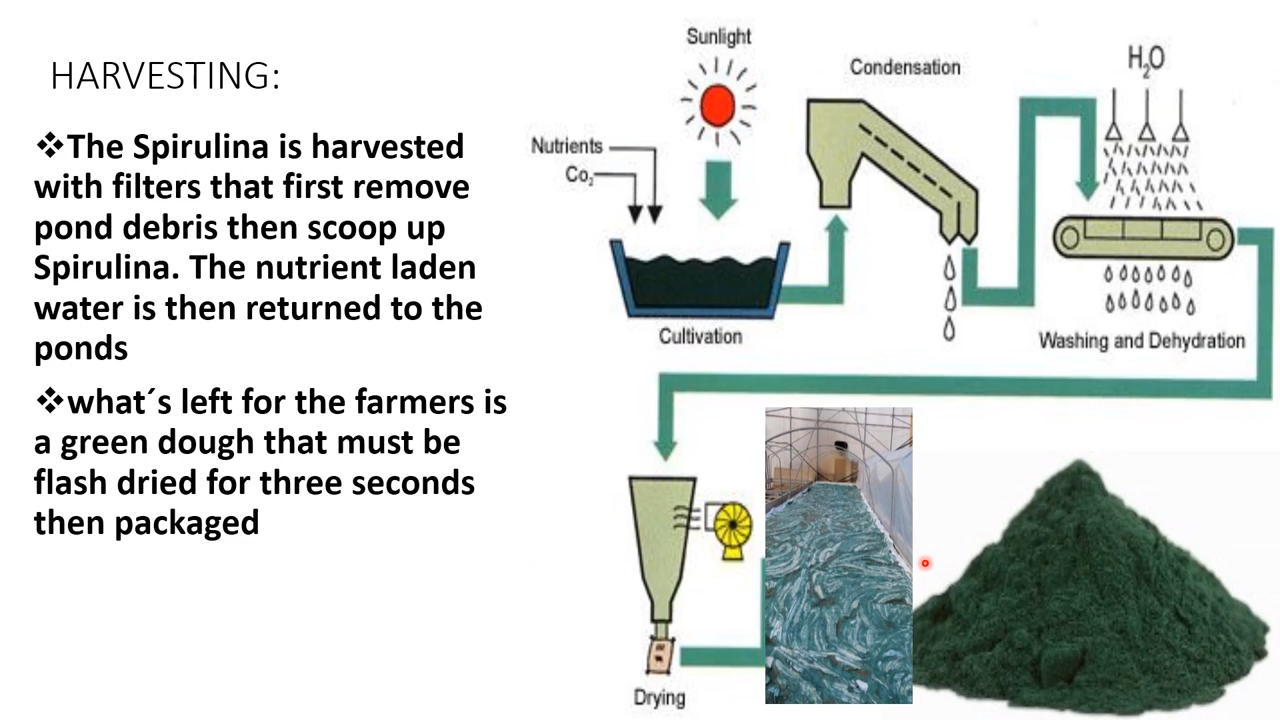 HARVESTING:
❖The Spirulina is harvested
with filters that first remove
pond debris then scoop up
Spirulina. The nutrient laden
water is then returned to the
ponds
❖what´s left for the farmers is
a green dough that must be
flash dried for three seconds
then packaged
Sunlight
Nutrients
Co₂
Cultivation
Condensation
H₂O
Washing and Dehydration
Drying